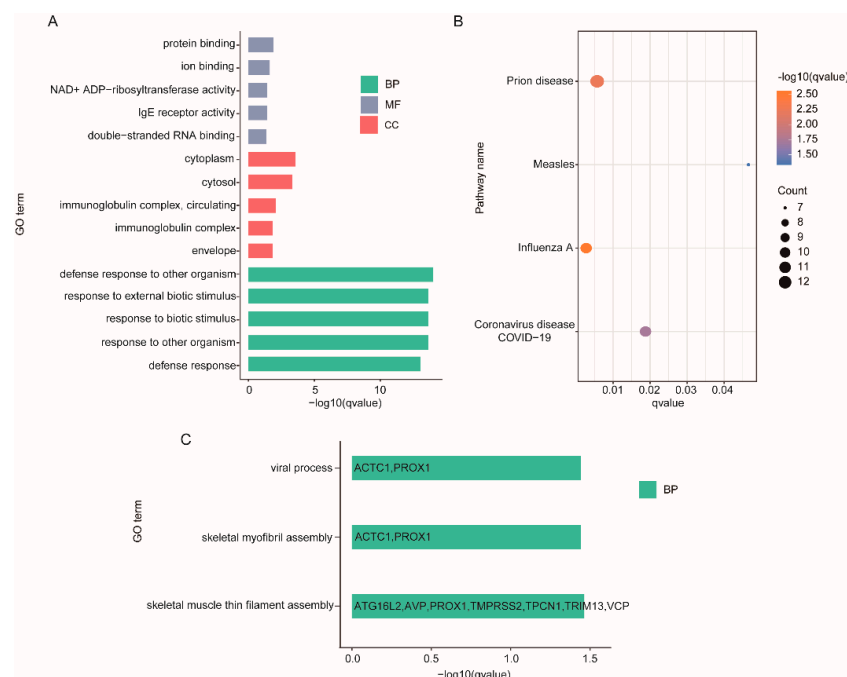 A
protein binding
ion binding
NAD+ ADP−ribosyltransferase activity
IgE receptor activity
double−stranded RNA binding
cytoplasm
cytosol
immunoglobulin complex, circulating
immunoglobulin complex
envelope
defense response to other organism
response to external biotic stimulus
response to biotic stimulus
response to other organism
defense response
GO term
0 5 10
−log10(qvalue)
BP
MF
CC
B
Prion disease
Measles
Influenza A
Coronavirus disease
COVID−19
Pathway name
0.01 0.02 0.03 0.04
qvalue
-log10(qvalue)
2.50
2.25
2.00
1.75
1.50
Count
7
8
9
10
11
12
C
viral process
ACTC1,PROX1
skeletal myofibril assembly
ACTC1,PROX1
skeletal muscle thin filament assembly
ATG16L2,AVP,PROX1,TMPRSS2,TPCN1,TRIM13,VCP
GO term
0.0 0.5 1.0 1.5
−log10(qvalue)
BP